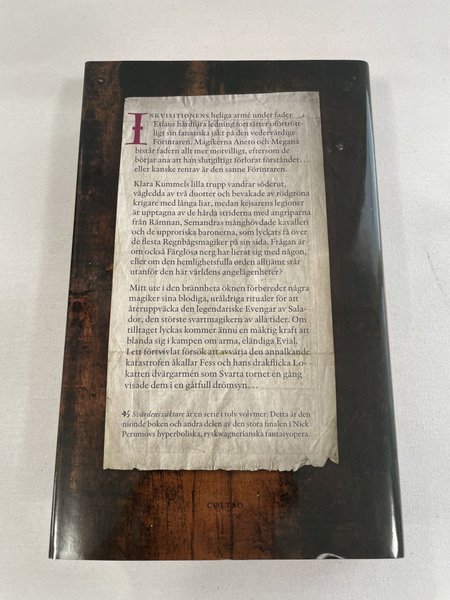 INKVISITIONENS heliga armé under fader
Etlaus hårdföra ledning fortsätter oförtrött-
ligt sin fanatiska jakt på den vedervärdige
Förintaren. Magikerna Aneto och Megana
bistår fadern allt mer motvilligt, eftersom de
börjar ana att han slutgiltigt förlorat förståndet …
eller kanske rentav är den sanne Förintaren.
Klara Kummels lilla trupp vandrar söderut,
vägledda av två duotter och bevakade av rödgröna
krigare med långa liar, medan kejsarens legioner
är upptagna av de hårda striderna med angriparna
från Rämnan, Semandras månghövdade kavalleri
och de upproriska baronerna, som lyckats få över
de flesta Regnbågsmagiker på sin sida. Frågan är
om också Färglösa nerg har lierat sig med någon,
eller om den hemlighetsfulla orden alltjämt står
utanför den här världens angelägenheter?
Mitt ute i den brännheta öknen förbereder några
magiker sina blodiga, uråldriga ritualer för att
återuppväcka den legendariske Evengar av Sala-
dor, den störste svartmagikern av alla tider. Om
tilltaget lyckas kommer ännu en mäktig kraft att
blanda sig i kampen om arma, eländiga Evial.
I ett förtvivlat försök att avvärja den annalkande
katastrofen åkallar Fess och hans drakflicka Lo-
katten dvärgarmén som Svarta tornet en gång
visade dem i en gåtfull drömsyn …
Svärdens väktare är en serie i tolv volymer. Detta är den
nionde boken och andra delen av den stora finalen i Nick
Perumovs hyperboliska, ryskwagnerianska fantasyopera.
COLTSO